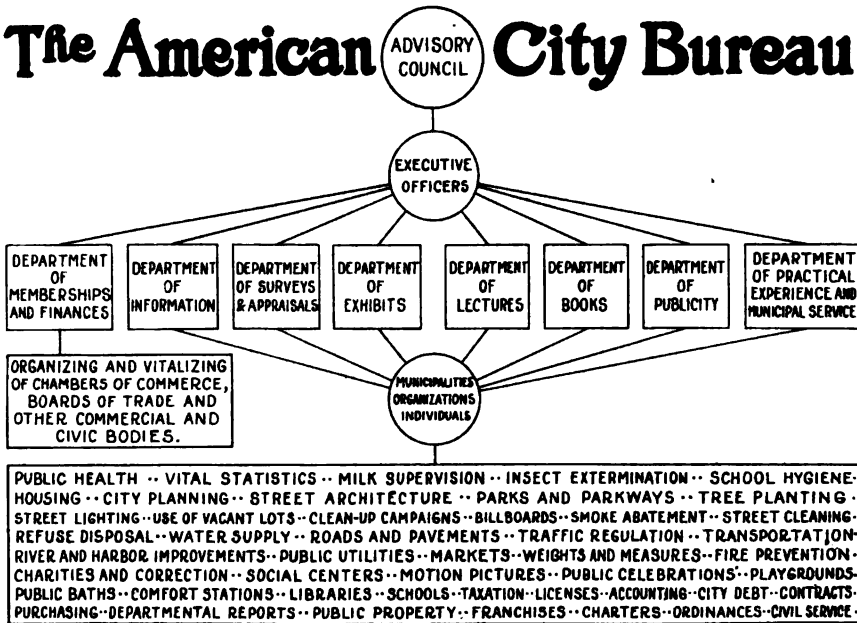 The American City Bureau
ADVISORY
COUNCIL
EXECUTIVE
OFFICERS
DEPARTMENT
OF
MEMBERSHIPS
AND FINANCES
DEPARTMENT
OF
INFORMATION
DEPARTMENT
OF SURVEYS
& APPRAISALS
DEPARTMENT
OF
EXHIBITS
DEPARTMENT
OF
LECTURES
DEPARTMENT
OF
BOOKS
DEPARTMENT
OF
PUBLICITY
DEPARTMENT
OF PRACTICAL
EXPERIENCE AND
MUNICIPAL SERVICE
ORGANIZING AND VITALIZING
OF CHAMBERS OF COMMERCE,
BOARDS OF TRADE AND
OTHER COMMERCIAL AND
CIVIC BODIES.
MUNICIPALITIES
ORGANIZATIONS
INDIVIDUALS
PUBLIC HEALTH ·· VITAL STATISTICS ·· MILK SUPERVISION ·· INSECT EXTERMINATION ·· SCHOOL HYGIENE·
HOUSING ·· CITY PLANNING ·· STREET ARCHITECTURE ·· PARKS AND PARKWAYS ·· TREE PLANTING ·
STREET LIGHTING ·· USE OF VACANT LOTS ·· CLEAN-UP CAMPAIGNS ·· BILLBOARDS ·· SMOKE ABATEMENT ·· STREET CLEANING·
REFUSE DISPOSAL ·· WATER SUPPLY ·· ROADS AND PAVEMENTS ·· TRAFFIC REGULATION ·· TRANSPORTATION·
RIVER AND HARBOR IMPROVEMENTS ·· PUBLIC UTILITIES ·· MARKETS ·· WEIGHTS AND MEASURES ·· FIRE PREVENTION·
CHARITIES AND CORRECTION ·· SOCIAL CENTERS ·· MOTION PICTURES ·· PUBLIC CELEBRATIONS ·· PLAYGROUNDS·
PUBLIC BATHS ·· COMFORT STATIONS ·· LIBRARIES ·· SCHOOLS ·· TAXATION ·· LICENSES ·· ACCOUNTING ·· CITY DEBT ·· CONTRACTS·
PURCHASING ·· DEPARTMENTAL REPORTS ·· PUBLIC PROPERTY ·· FRANCHISES ·· CHARTERS ·· ORDINANCES ·· CIVIL SERVICE ·